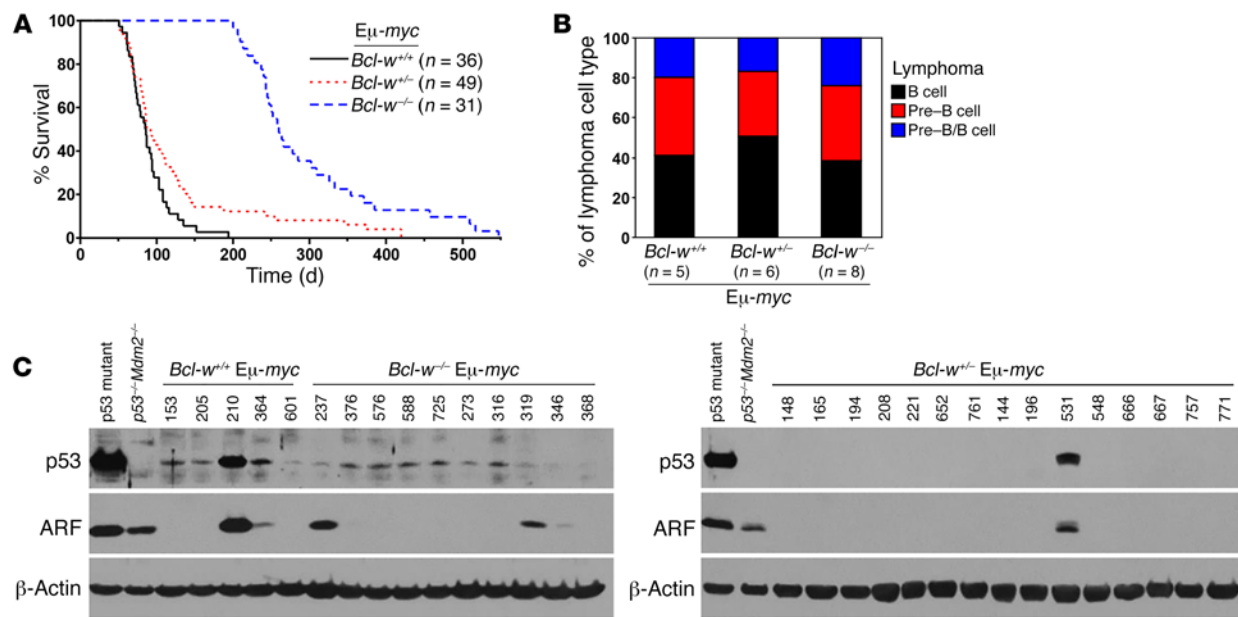 A
% Survival
100
80
60
40
20
0
0
100
200
300
400
500
Time (d)
Eμ-myc
Bcl-w+/+ (n = 36)
Bcl-w+/– (n = 49)
Bcl-w–/– (n = 31)
B
% of lymphoma cell type
100
80
60
40
20
0
Bcl-w+/+
(n = 5)
Bcl-w+/–
(n = 6)
Bcl-w–/–
(n = 8)
Eμ-myc
Lymphoma
B cell
Pre–B cell
Pre–B/B cell
C
p53 mutant
p53–/–Mdm2–/–
Bcl-w+/+ Eμ-myc
153 205 210 364 601
Bcl-w–/– Eμ-myc
237 376 576 588 725 273 316 319 346 368
p53
ARF
β-Actin
p53 mutant
p53–/–Mdm2–/–
Bcl-w+/– Eμ-myc
148 165 194 208 221 652 761 144 196 531 548 666 667 757 771
p53
ARF
β-Actin